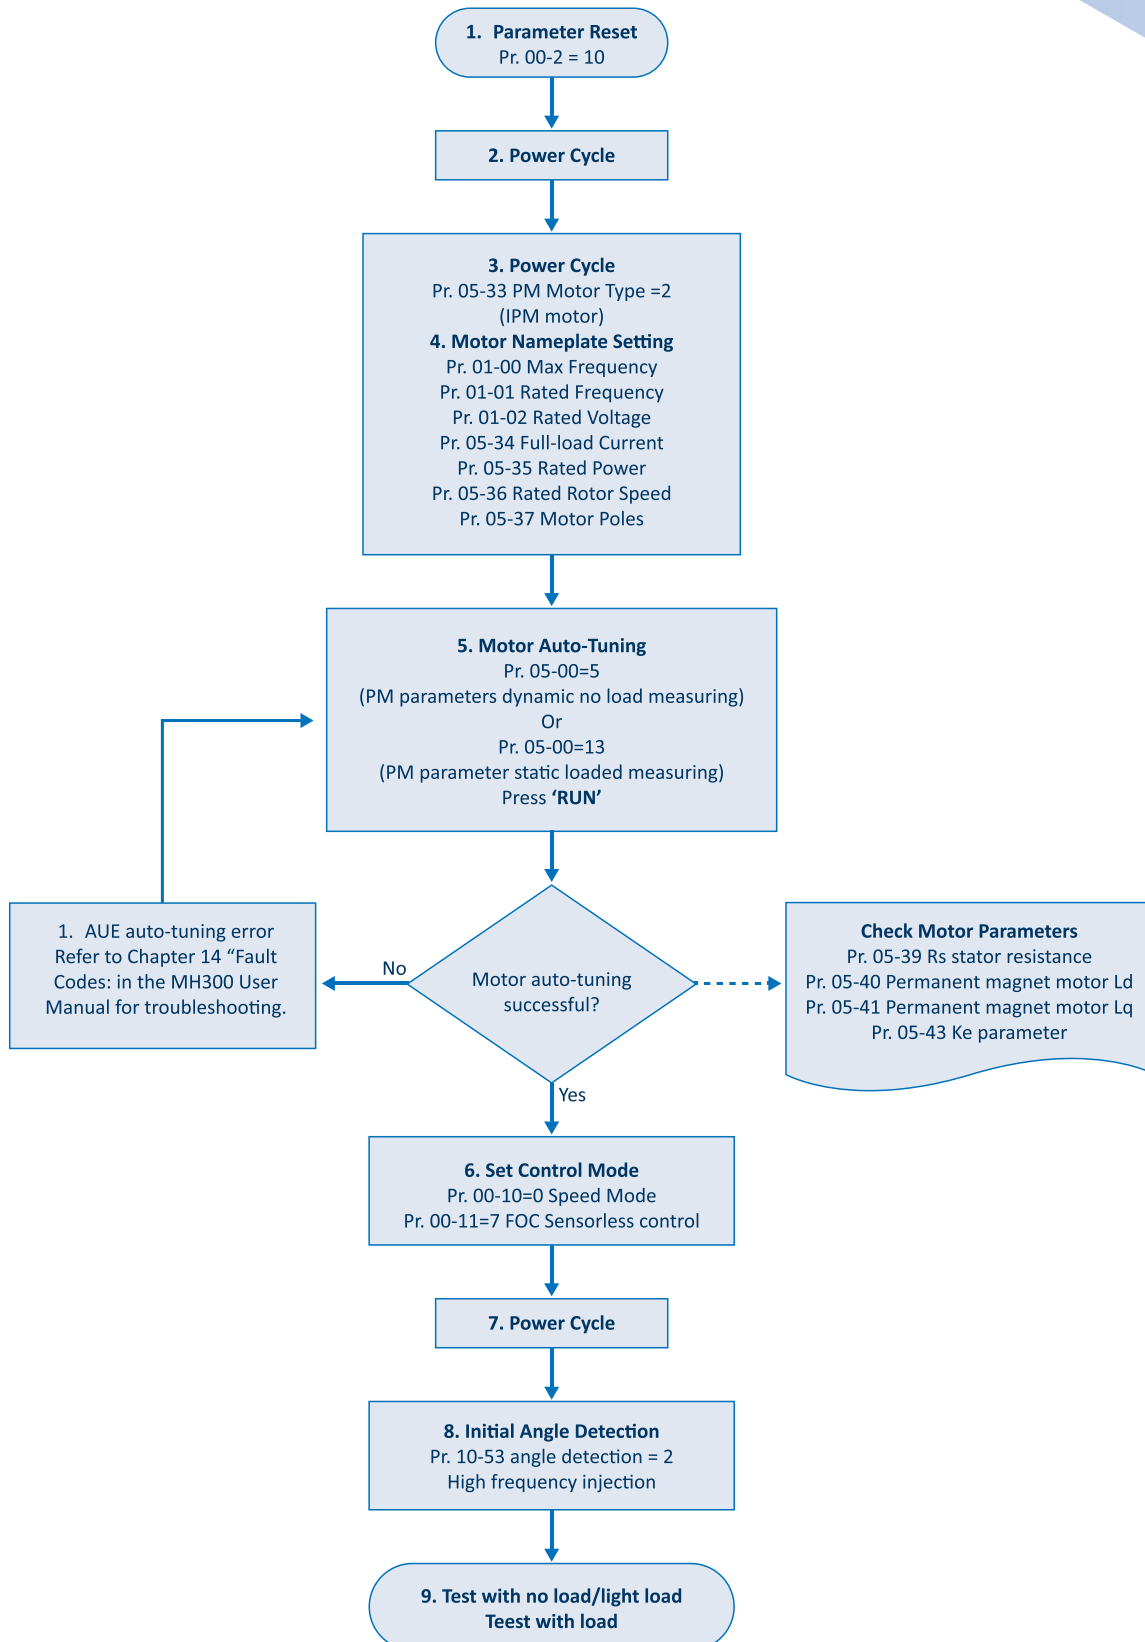 1. Parameter Reset
Pr. 00-2 = 10
2. Power Cycle
3. Power Cycle
Pr. 05-33 PM Motor Type =2
(IPM motor)
4. Motor Nameplate Setting
Pr. 01-00 Max Frequency
Pr. 01-01 Rated Frequency
Pr. 01-02 Rated Voltage
Pr. 05-34 Full-load Current
Pr. 05-35 Rated Power
Pr. 05-36 Rated Rotor Speed
Pr. 05-37 Motor Poles
5. Motor Auto-Tuning
Pr. 05-00=5
(PM parameters dynamic no load measuring)
Or
Pr. 05-00=13
(PM parameter static loaded measuring)
Press ‘RUN’
1. AUE auto-tuning error
Refer to Chapter 14 “Fault
Codes: in the MH300 User
Manual for troubleshooting.
No
Motor auto-tuning
successful?
Check Motor Parameters
Pr. 05-39 Rs stator resistance
Pr. 05-40 Permanent magnet motor Ld
Pr. 05-41 Permanent magnet motor Lq
Pr. 05-43 Ke parameter
Yes
6. Set Control Mode
Pr. 00-10=0 Speed Mode
Pr. 00-11=7 FOC Sensorless control
7. Power Cycle
8. Initial Angle Detection
Pr. 10-53 angle detection = 2
High frequency injection
9. Test with no load/light load
Teest with load